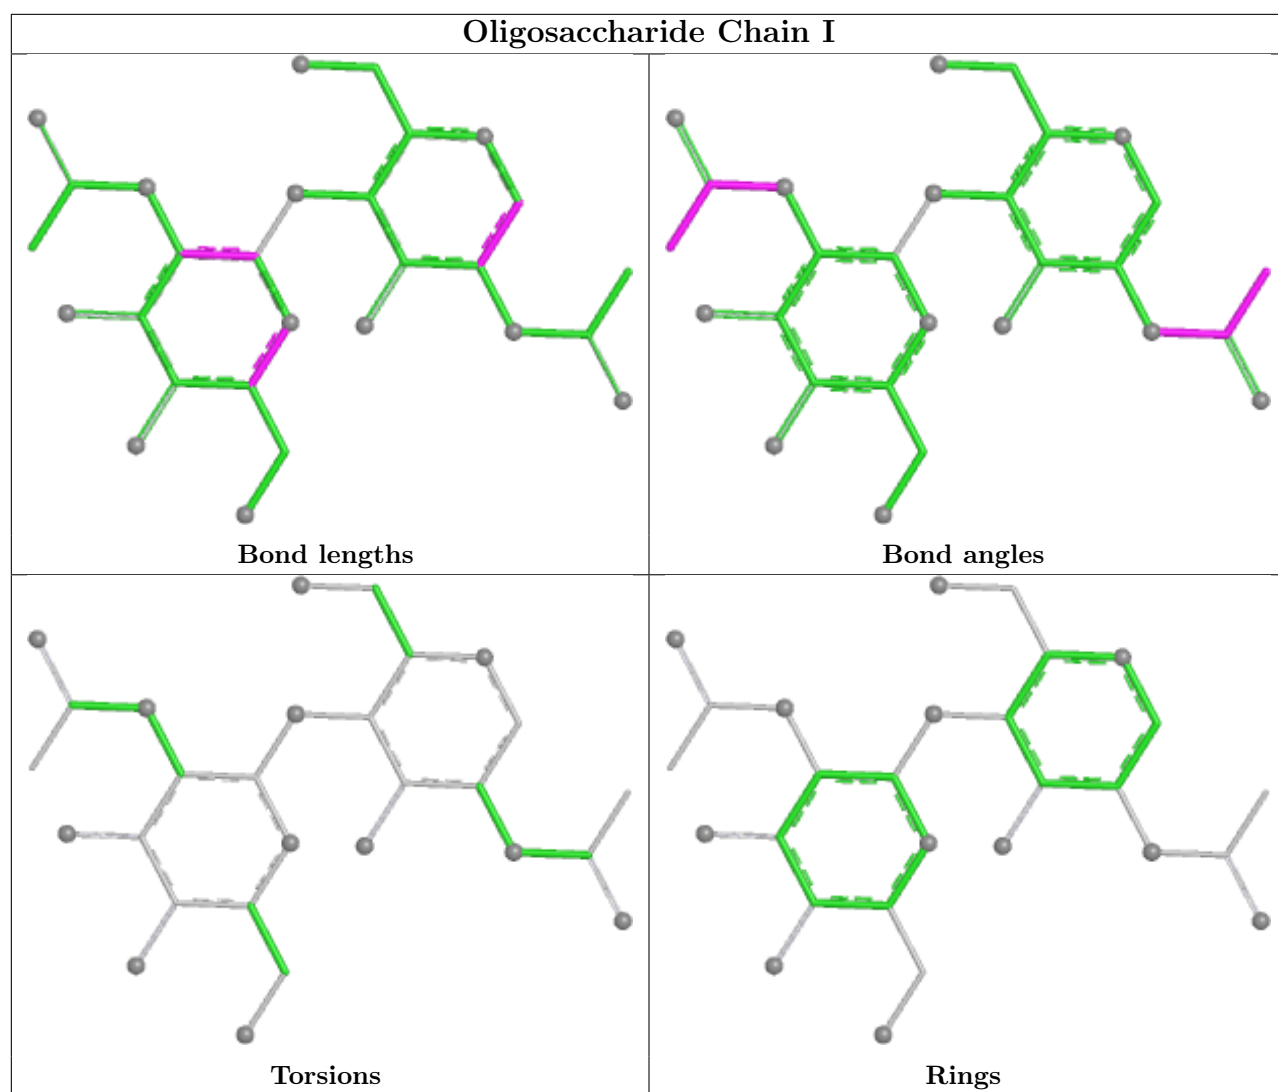 Oligosaccharide Chain I
Bond lengths
Bond angles
Torsions
Rings